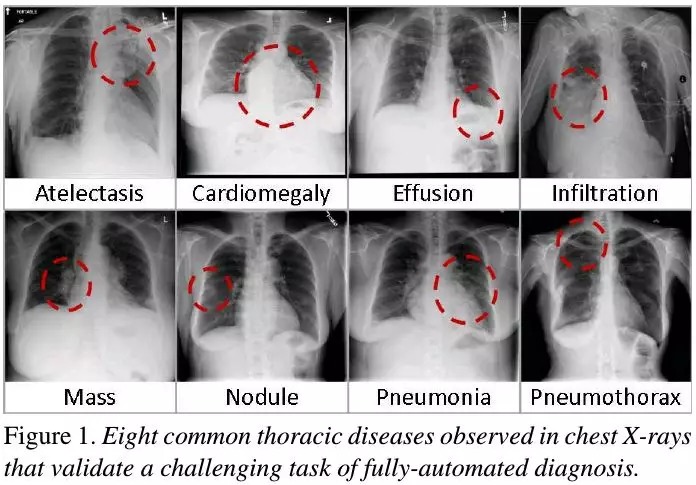 PORTABLE
L
Atelectasis
Cardiomegaly
Effusion
Infiltration
L
Mass
Nodule
Pneumonia
Pneumothorax
Figure 1. Eight common thoracic diseases observed in chest X-rays
that validate a challenging task of fully-automated diagnosis.